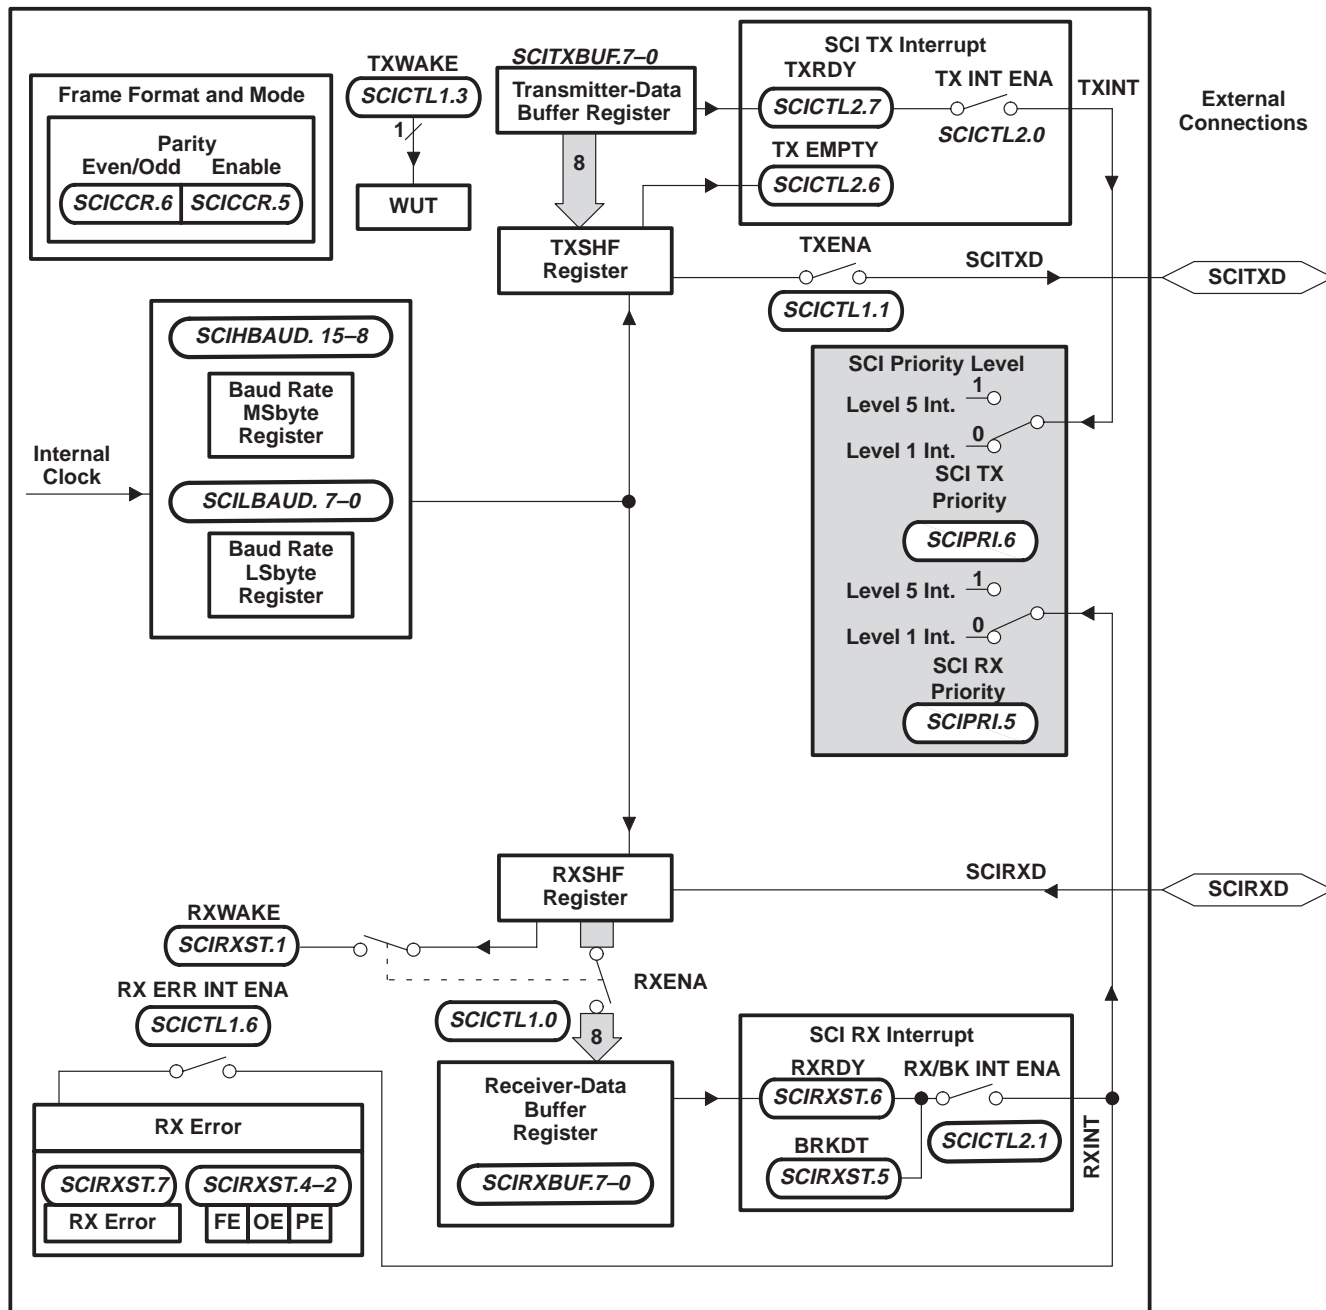 Frame Format and Mode
Parity
Even/Odd Enable
SCICCR.6 SCICCR.5
TXWAKE
SCICTL1.3
1
WUT
SCITXBUF.7–0
Transmitter-Data
Buffer Register
8
TXSHF
Register
SCI TX Interrupt
TXRDY
SCICTL2.7
TX INT ENA
SCICTL2.0
TX EMPTY
SCICTL2.6
TXINT
External
Connections
TXENA
SCICTL1.1
SCITXD
SCITXD
SCIHBAUD. 15–8
Baud Rate
MSbyte
Register
Internal
Clock
SCILBAUD. 7–0
Baud Rate
LSbyte
Register
SCI Priority Level
Level 5 Int. 1
Level 1 Int. 0
SCI TX
Priority
SCIPRI.6
Level 5 Int. 1
Level 1 Int. 0
SCI RX
Priority
SCIPRI.5
RXSHF
Register
SCIRXD
SCIRXD
RXWAKE
SCIRXST.1
RXENA
SCICTL1.0
8
RX ERR INT ENA
SCICTL1.6
RX Error
SCIRXST.7 SCIRXST.4–2
RX Error FE OE PE
Receiver-Data
Buffer
Register
SCIRXBUF.7–0
SCI RX Interrupt
RXRDY
SCIRXST.6
RX/BK INT ENA
SCICTL2.1
BRKDT
SCIRXST.5
RXINT